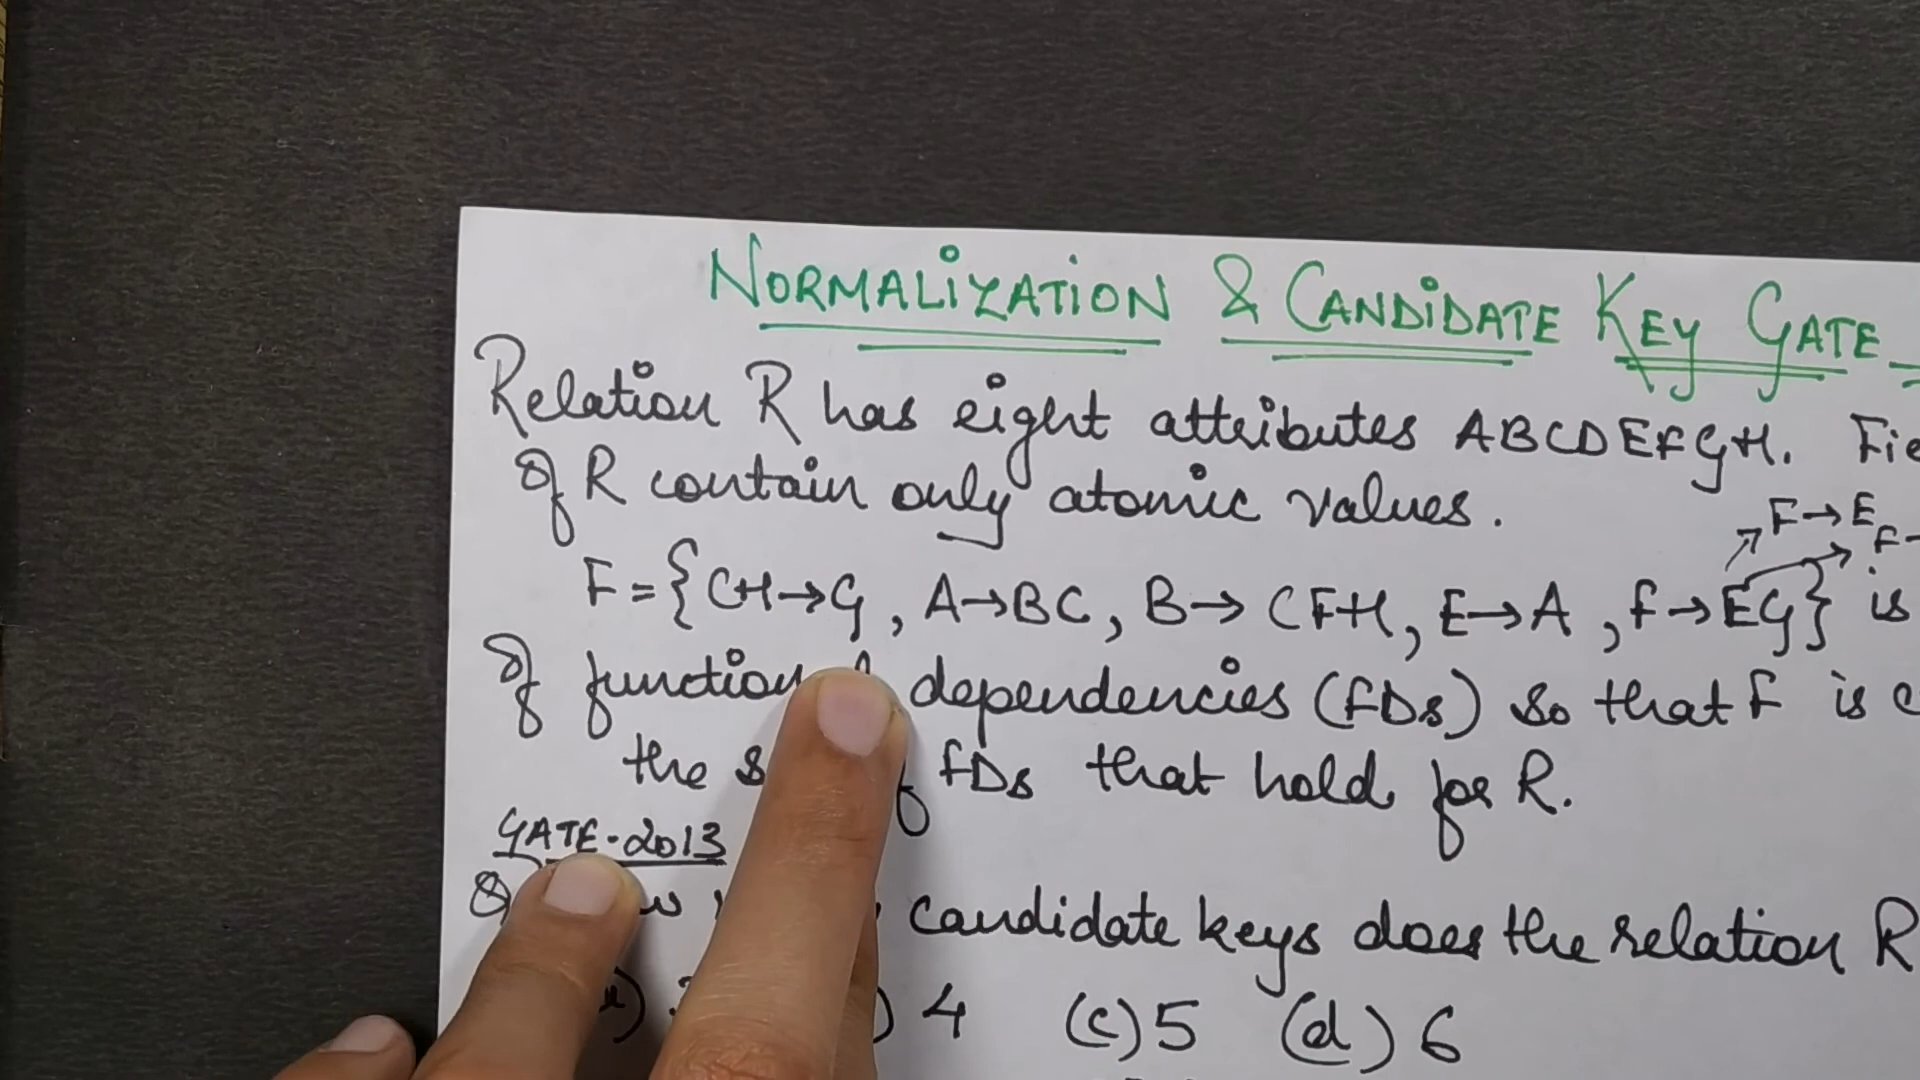 NORMALIZATION & CANDIDATE KEY GATE
Relation R has eight attributes ABCDEFGH.
of R contain only atomic values.
F→E
F→
F={CH→G, A→BC, B→CFH, E→A, F→EG} is
of dependencies (FDs) so that F is
the of FDs that hold for R.
GATE-2013
candidate keys does the relation R
4 (c) 5 (d) 6